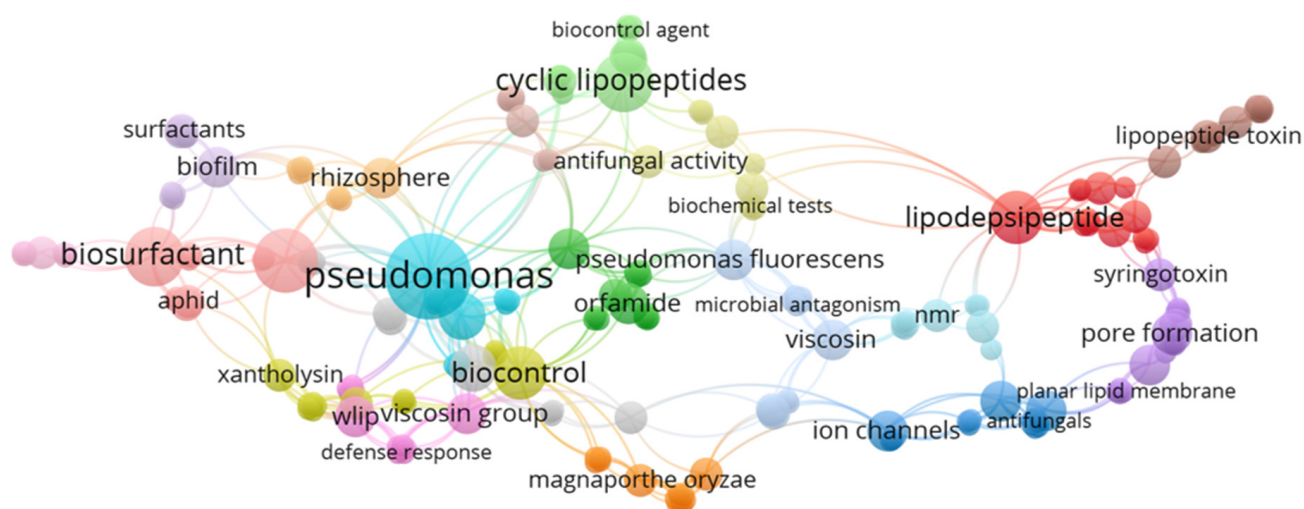 biocontrol agent
cyclic lipopeptides
surfactants
lipopeptide toxin
biofilm
antifungal activity
rhizosphere
biochemical tests
lipodepsipeptide
biosurfactant
pseudomonas
pseudomonas fluorescens
syringotoxin
aphid
orfamide
microbial antagonism
nmr
viscosin
pore formation
xantholysin
biocontrol
planar lipid membrane
wlip
viscosin group
ion channels
antifungals
defense response
magnaporthe oryzae